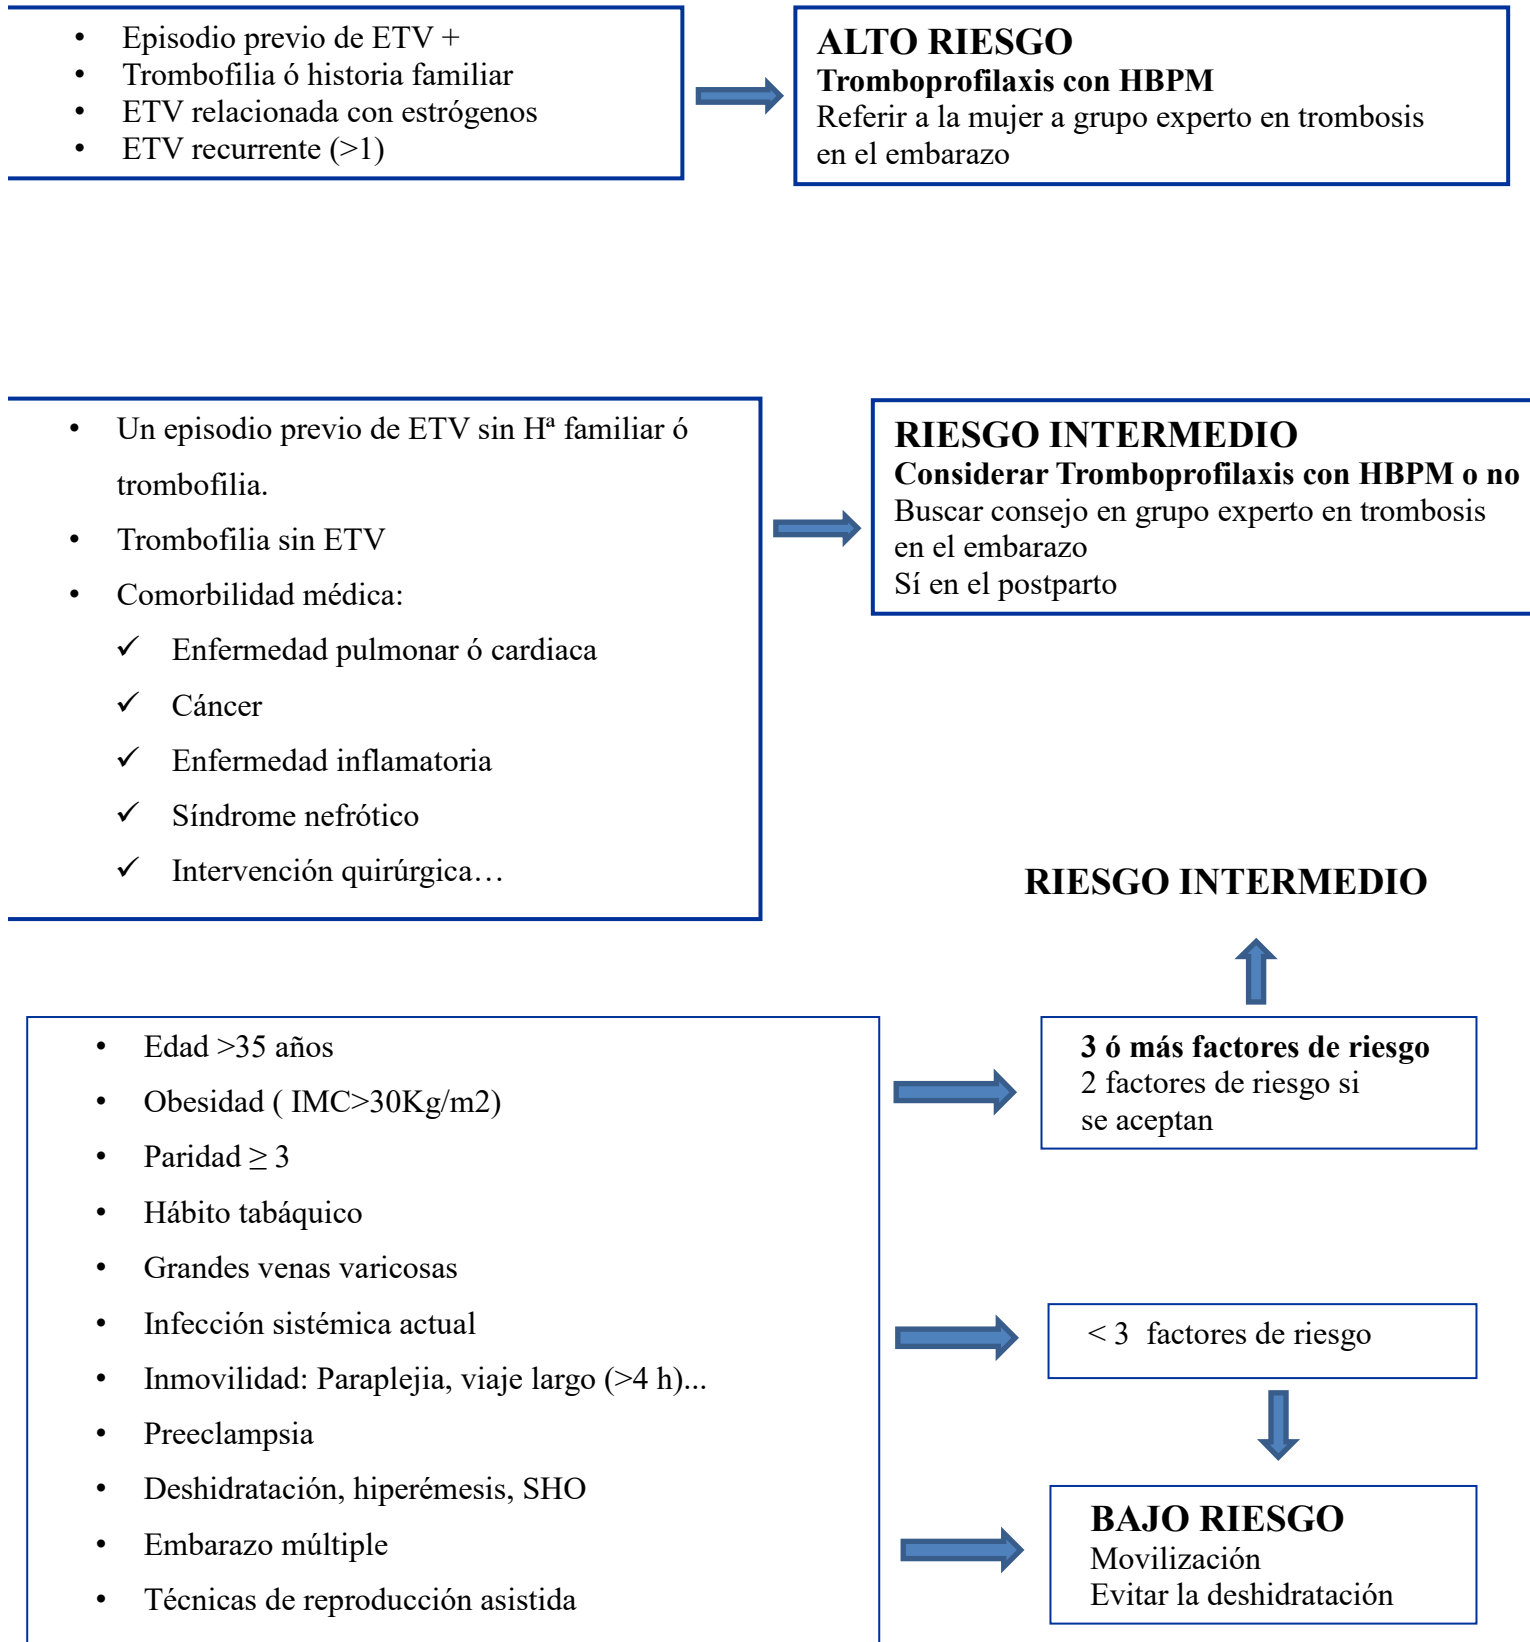 • Episodio previo de ETV +
• Trombofilia ó historia familiar
• ETV relacionada con estrógenos
• ETV recurrente (>1)
ALTO RIESGO
Tromboprofilaxis con HBPM
Referir a la mujer a grupo experto en trombosis
en el embarazo
• Un episodio previo de ETV sin Hª familiar ó
trombofilia.
• Trombofilia sin ETV
• Comorbilidad médica:
✓ Enfermedad pulmonar ó cardiaca
✓ Cáncer
✓ Enfermedad inflamatoria
✓ Síndrome nefrótico
✓ Intervención quirúrgica…
RIESGO INTERMEDIO
Considerar Tromboprofilaxis con HBPM o no
Buscar consejo en grupo experto en trombosis
en el embarazo
Sí en el postparto
RIESGO INTERMEDIO
• Edad >35 años
• Obesidad ( IMC>30Kg/m2)
• Paridad ≥ 3
• Hábito tabáquico
• Grandes venas varicosas
• Infección sistémica actual
• Inmovilidad: Paraplejia, viaje largo (>4 h)...
• Preeclampsia
• Deshidratación, hiperémesis, SHO
• Embarazo múltiple
• Técnicas de reproducción asistida
3 ó más factores de riesgo
2 factores de riesgo si
se aceptan
< 3 factores de riesgo
BAJO RIESGO
Movilización
Evitar la deshidratación